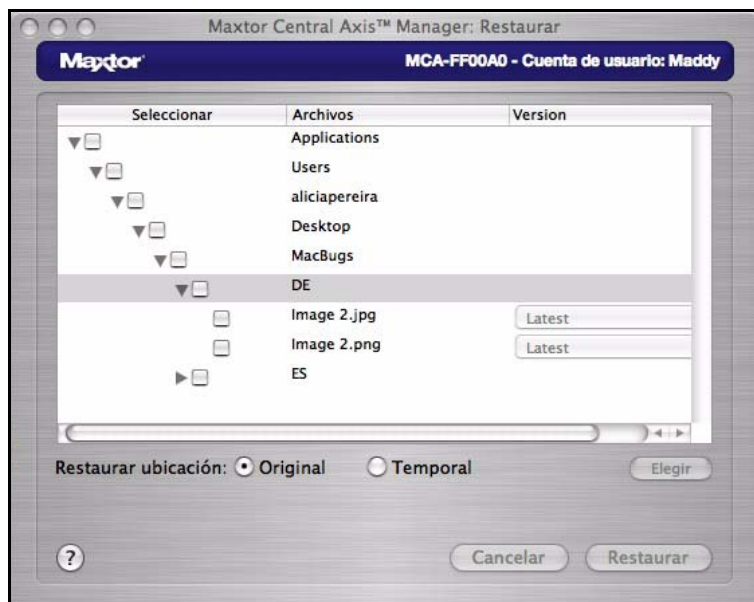 Maxtor Central Axis™ Manager: Restaurar
Maxtor
MCA-FF00A0 - Cuenta de usuario: Maddy
Seleccionar Archivos Version
Applications
Users
aliciapereira
Desktop
MacBugs
DE
Image 2.jpg Latest
Image 2.png Latest
ES
Restaurar ubicación: Original Temporal Elegir
? Cancelar Restaurar